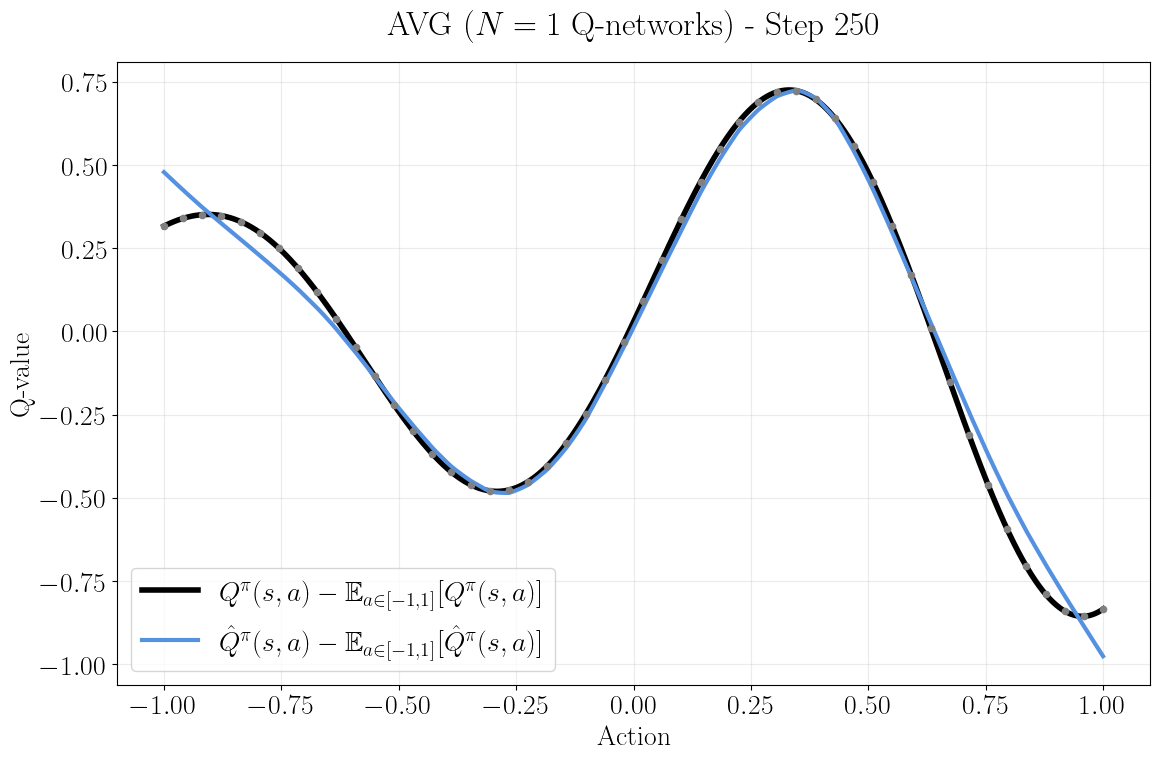 AVG (N = 1 Q-networks) - Step 250
0.75
0.50
0.25
0.00
−0.25
−0.50
−0.75
−1.00
Q-value
Q^π(s, a) − 𝔼_{a∈[−1,1]}[Q^π(s, a)]
Q̂^π(s, a) − 𝔼_{a∈[−1,1]}[Q̂^π(s, a)]
−1.00 −0.75 −0.50 −0.25 0.00 0.25 0.50 0.75 1.00
Action